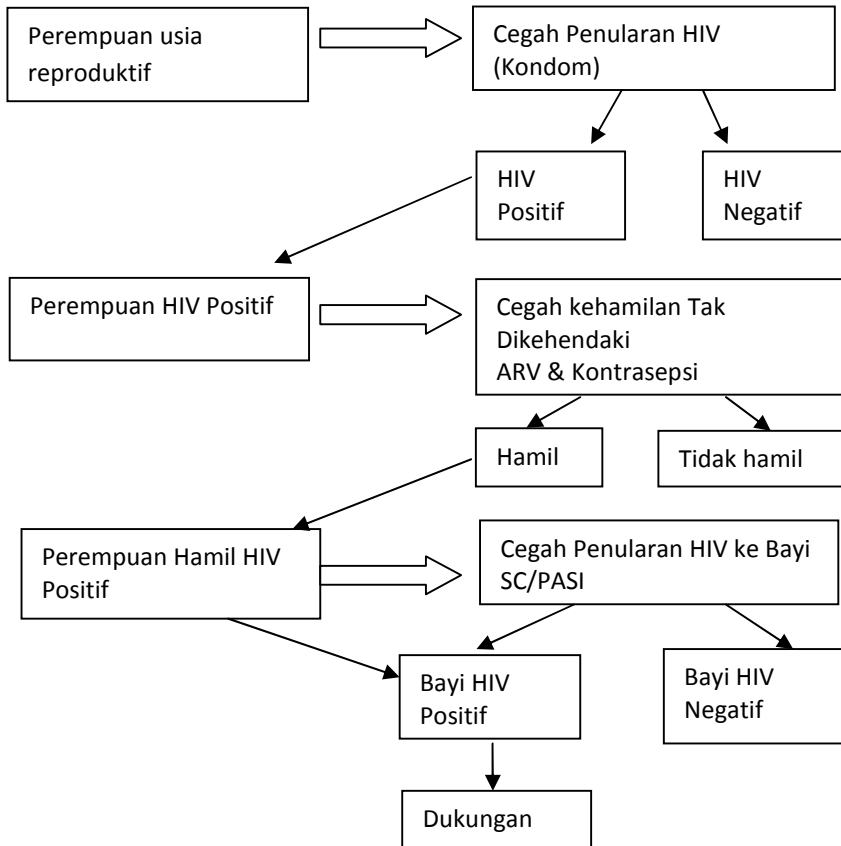 Perempuan usia
reproduktif
Cegah Penularan HIV
(Kondom)
HIV
Positif
HIV
Negatif
Perempuan HIV Positif
Cegah kehamilan Tak
Dikehendaki
ARV & Kontrasepsi
Hamil
Tidak hamil
Perempuan Hamil HIV
Positif
Cegah Penularan HIV ke Bayi
SC/PASI
Bayi HIV
Positif
Bayi HIV
Negatif
Dukungan